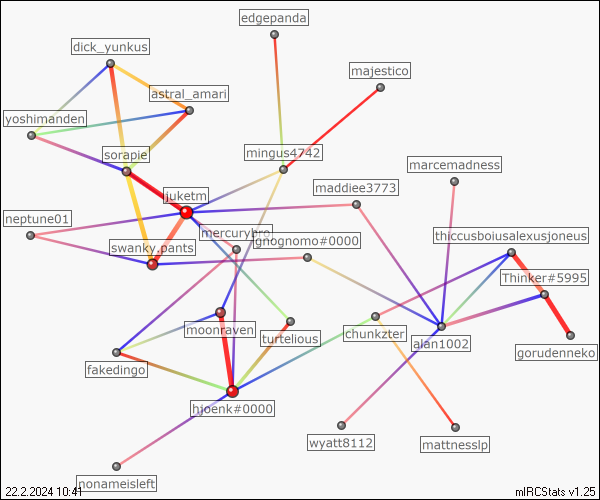 edgepanda
dick_yunkus
majestico
astral_amari
yoshimanden
sorapie
mingus4742
marcemadness
maddiee3773
juketm
neptune01
mercurybro
thiccusboiusalexusjoneus
swanky.pants
gnognomo#0000
Thinker#5995
moonraven
turtelious
chunkzter
alan1002
gorudenneko
fakedingo
hjoenk#0000
wyatt8112
mattnesslp
nonameisleft
22.2.2024 10:41
mIRCStats v1.25